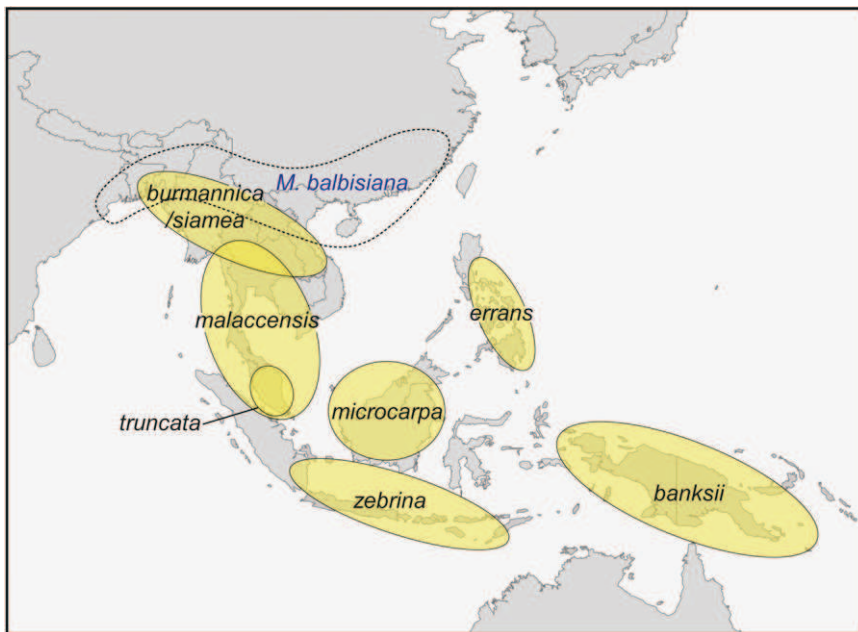 M. balbisiana
burmannica
/siamea
malaccensis
errans
truncata
microcarpa
zebrina
banksii